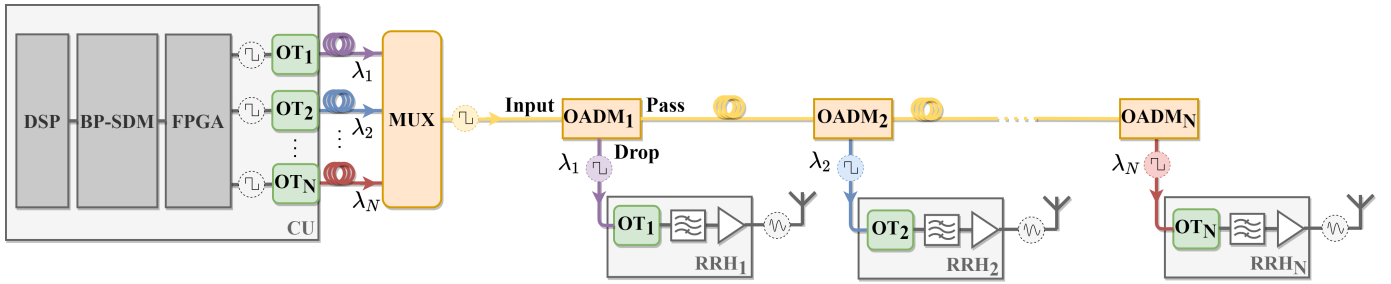 DSP
BP-SDM
FPGA
OT1
OT2
⋮
OTN
CU
λ1
λ2
⋮
λN
MUX
Input
OADM1
Pass
Drop
λ1
OT1
RRH1
OADM2
λ2
OT2
RRH2
OADMN
λN
OTN
RRHN